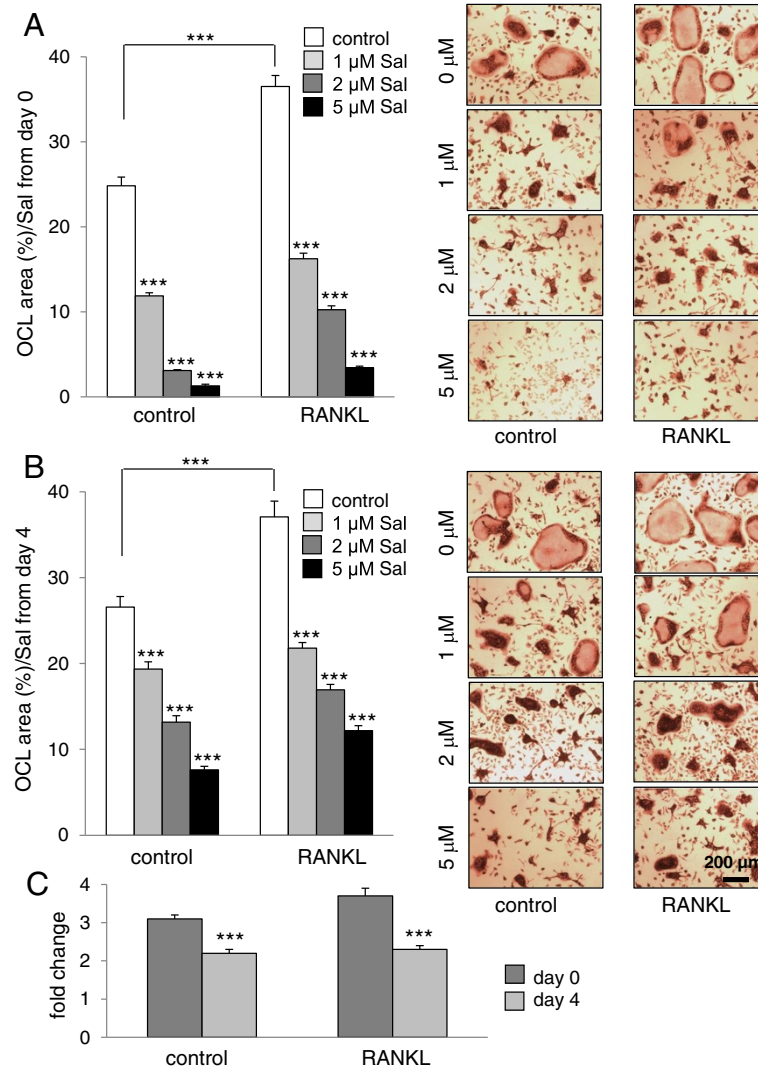 A
OCL area (%)/Sal from day 0
40
30
20
10
0
***
control
1 µM Sal
2 µM Sal
5 µM Sal
***
***
***
***
***
***
control
RANKL
0 µM
1 µM
2 µM
5 µM
control
RANKL
B
OCL area (%)/Sal from day 4
40
30
20
10
0
***
control
1 µM Sal
2 µM Sal
5 µM Sal
***
***
***
***
***
***
control
RANKL
0 µM
1 µM
2 µM
5 µM
200 µm
control
RANKL
C
fold change
4
3
2
1
0
***
***
control
RANKL
day 0
day 4